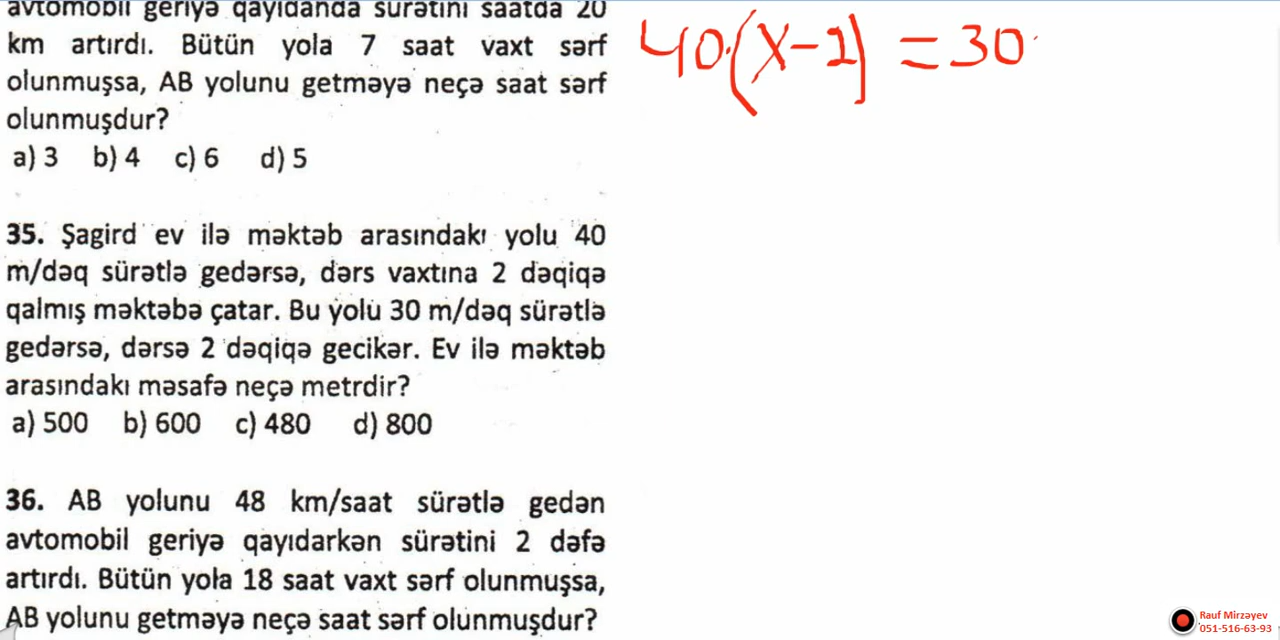 avtomobil geriyə qayıdanda sürətini saatda 20
km artırdı. Bütün yola 7 saat vaxt sərf
olunmuşsa, AB yolunu getməyə neçə saat sərf
olunmuşdur?
a) 3 b) 4 c) 6 d) 5
35. Şagird ev ilə məktəb arasındakı yolu 40
m/dəq sürətlə gedərsə, dərs vaxtına 2 dəqiqə
qalmış məktəbə çatar. Bu yolu 30 m/dəq sürətlə
gedərsə, dərsə 2 dəqiqə gecikər. Ev ilə məktəb
arasındakı məsafə neçə metrdir?
a) 500 b) 600 c) 480 d) 800
36. AB yolunu 48 km/saat sürətlə gedən
avtomobil geriyə qayıdarkən sürətini 2 dəfə
artırdı. Bütün yola 18 saat vaxt sərf olunmuşsa,
AB yolunu getməyə neçə saat sərf olunmuşdur?
40·(x-2) =30·
Rauf Mirzəyev
051-516-63-93